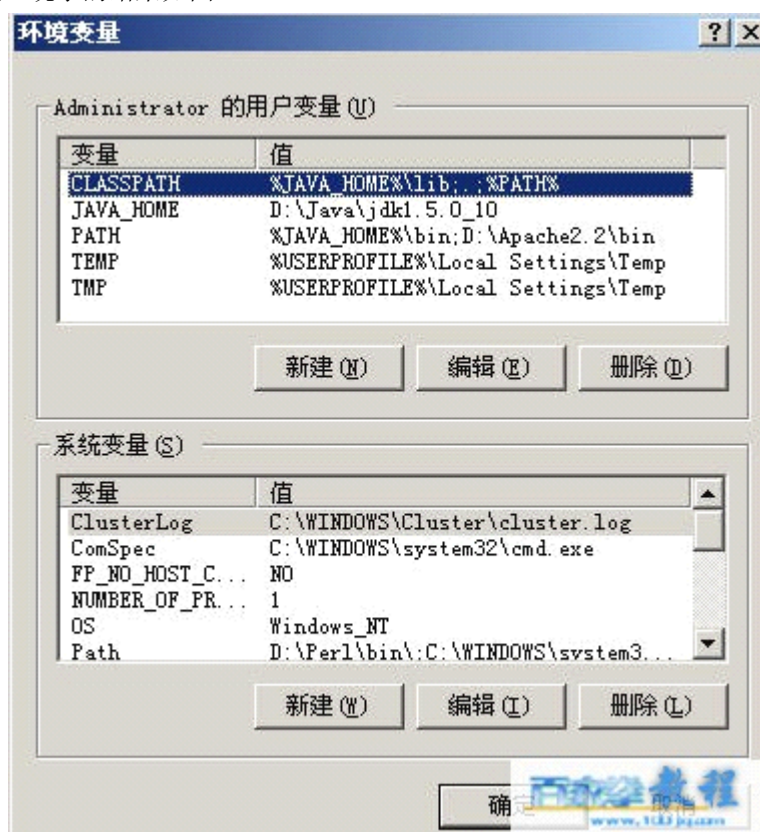 环境变量
Administrator 的用户变量(U)
变量 值
CLASSPATH %JAVA_HOME%\lib;.;%PATH%
JAVA_HOME D:\Java\jdk1.5.0_10
PATH %JAVA_HOME%\bin;D:\Apache2.2\bin
TEMP %USERPROFILE%\Local Settings\Temp
TMP %USERPROFILE%\Local Settings\Temp
新建(N) 编辑(E) 删除(D)
系统变量(S)
变量 值
ClusterLog C:\WINDOWS\Cluster\cluster.log
ComSpec C:\WINDOWS\system32\cmd.exe
FP_NO_HOST_C... NO
NUMBER_OF_PR... 1
OS Windows_NT
Path D:\Perl\bin\;C:\WINDOWS\system3...
新建(W) 编辑(I) 删除(L)
确定 取消
教程